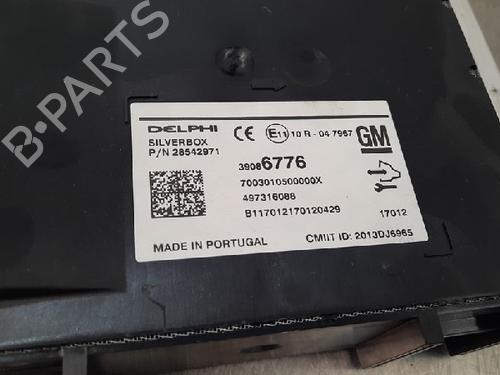 DELPHI
CE E11 10 R - 04 7967
SILVERBOX
P/N 28542971
GM
39086776
7003010500000X
497316088
B117012170120429
17012
MADE IN PORTUGAL
CMIIT ID: 2013DJ6965
B-PARTS